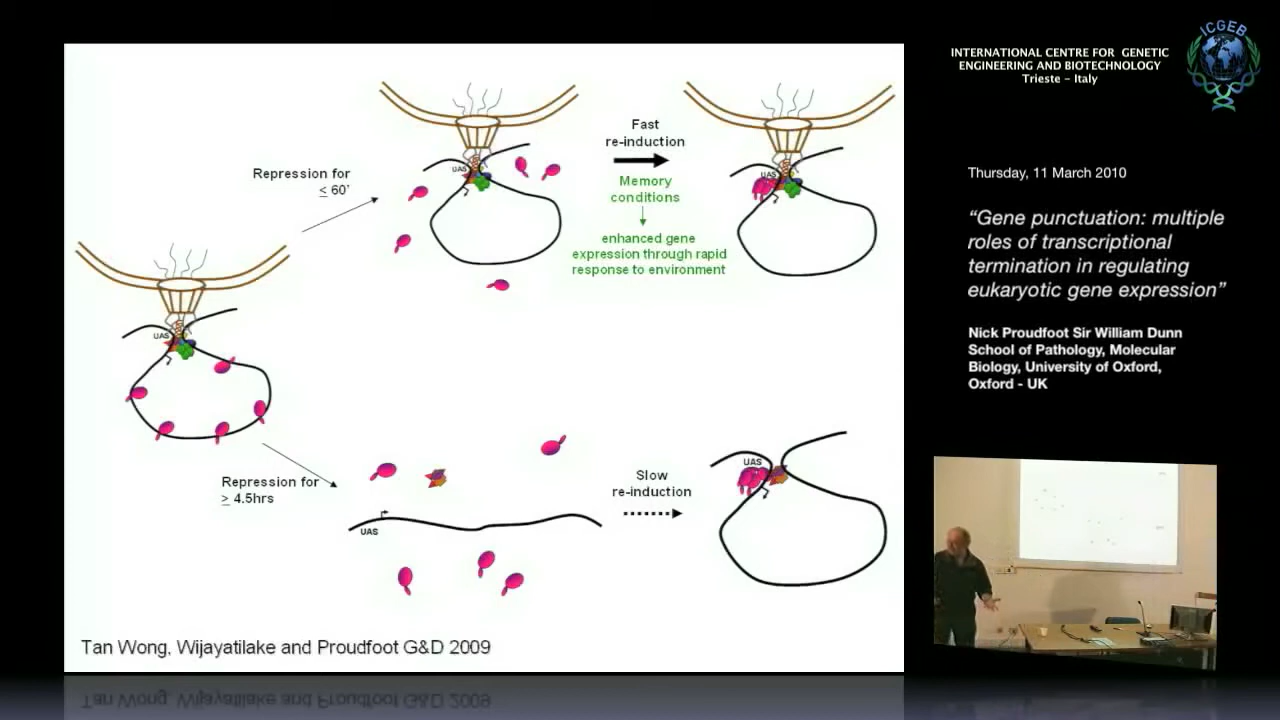 Repression for
≤ 60'
UAS
Fast
re-induction
Memory
conditions
enhanced gene
expression through rapid
response to environment
UAS
UAS
Repression for
≥ 4.5hrs
UAS
Slow
re-induction
UAS
Tan Wong, Wijayatilake and Proudfoot G&D 2009
ICGEB
INTERNATIONAL CENTRE FOR GENETIC
ENGINEERING AND BIOTECHNOLOGY
Trieste - Italy
Thursday, 11 March 2010
“Gene punctuation: multiple
roles of transcriptional
termination in regulating
eukaryotic gene expression”
Nick Proudfoot Sir William Dunn
School of Pathology, Molecular
Biology, University of Oxford,
Oxford - UK